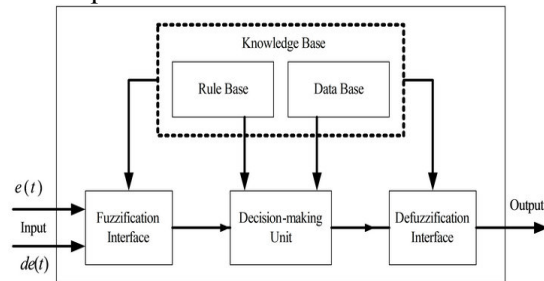 Knowledge Base
Rule Base
Data Base
e(t)
Input
de(t)
Fuzzification
Interface
Decision-making
Unit
Defuzzification
Interface
Output